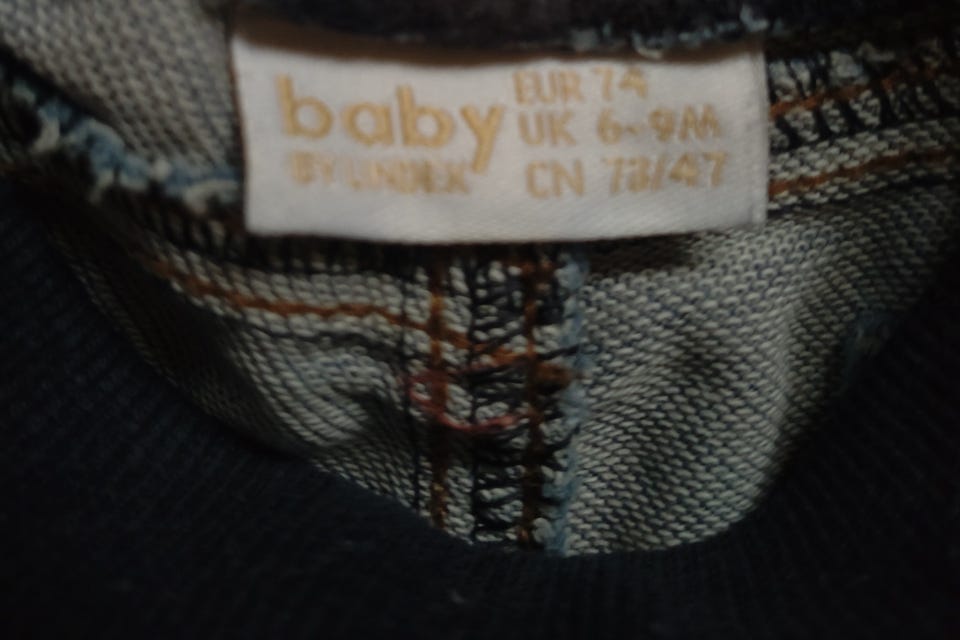 baby
BY LINDEX
EUR 74
UK 6-9M
CN 73/47